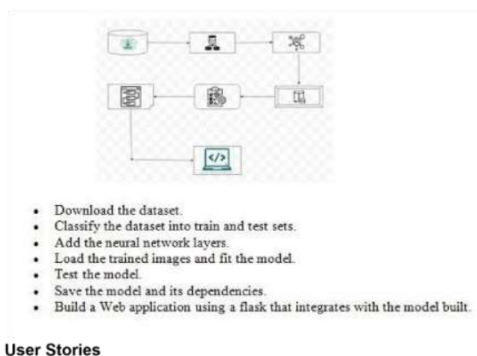 • Download the dataset.
• Classify the dataset into train and test sets.
• Add the neural network layers.
• Load the trained images and fit the model.
• Test the model.
• Save the model and its dependencies.
• Build a Web application using a flask that integrates with the model built.
User Stories